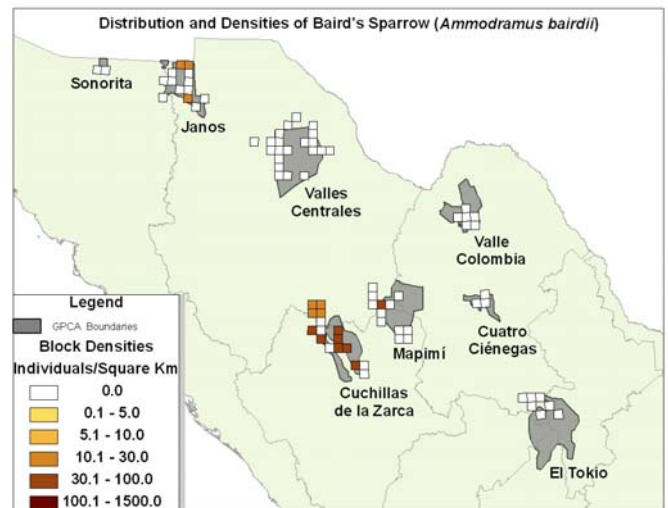 Distribution and Densities of Baird's Sparrow (Ammodramus bairdii)
Sonorita
Janos
Valles
Centrales
Valle
Colombia
Cuatro
Ciénegas
Mapimí
Cuchillas
de la Zarca
El Tokio
Legend
GPCA Boundaries
Block Densities
Individuals/Square Km
0.0
0.1 - 5.0
5.1 - 10.0
10.1 - 30.0
30.1 - 100.0
100.1 - 1500.0